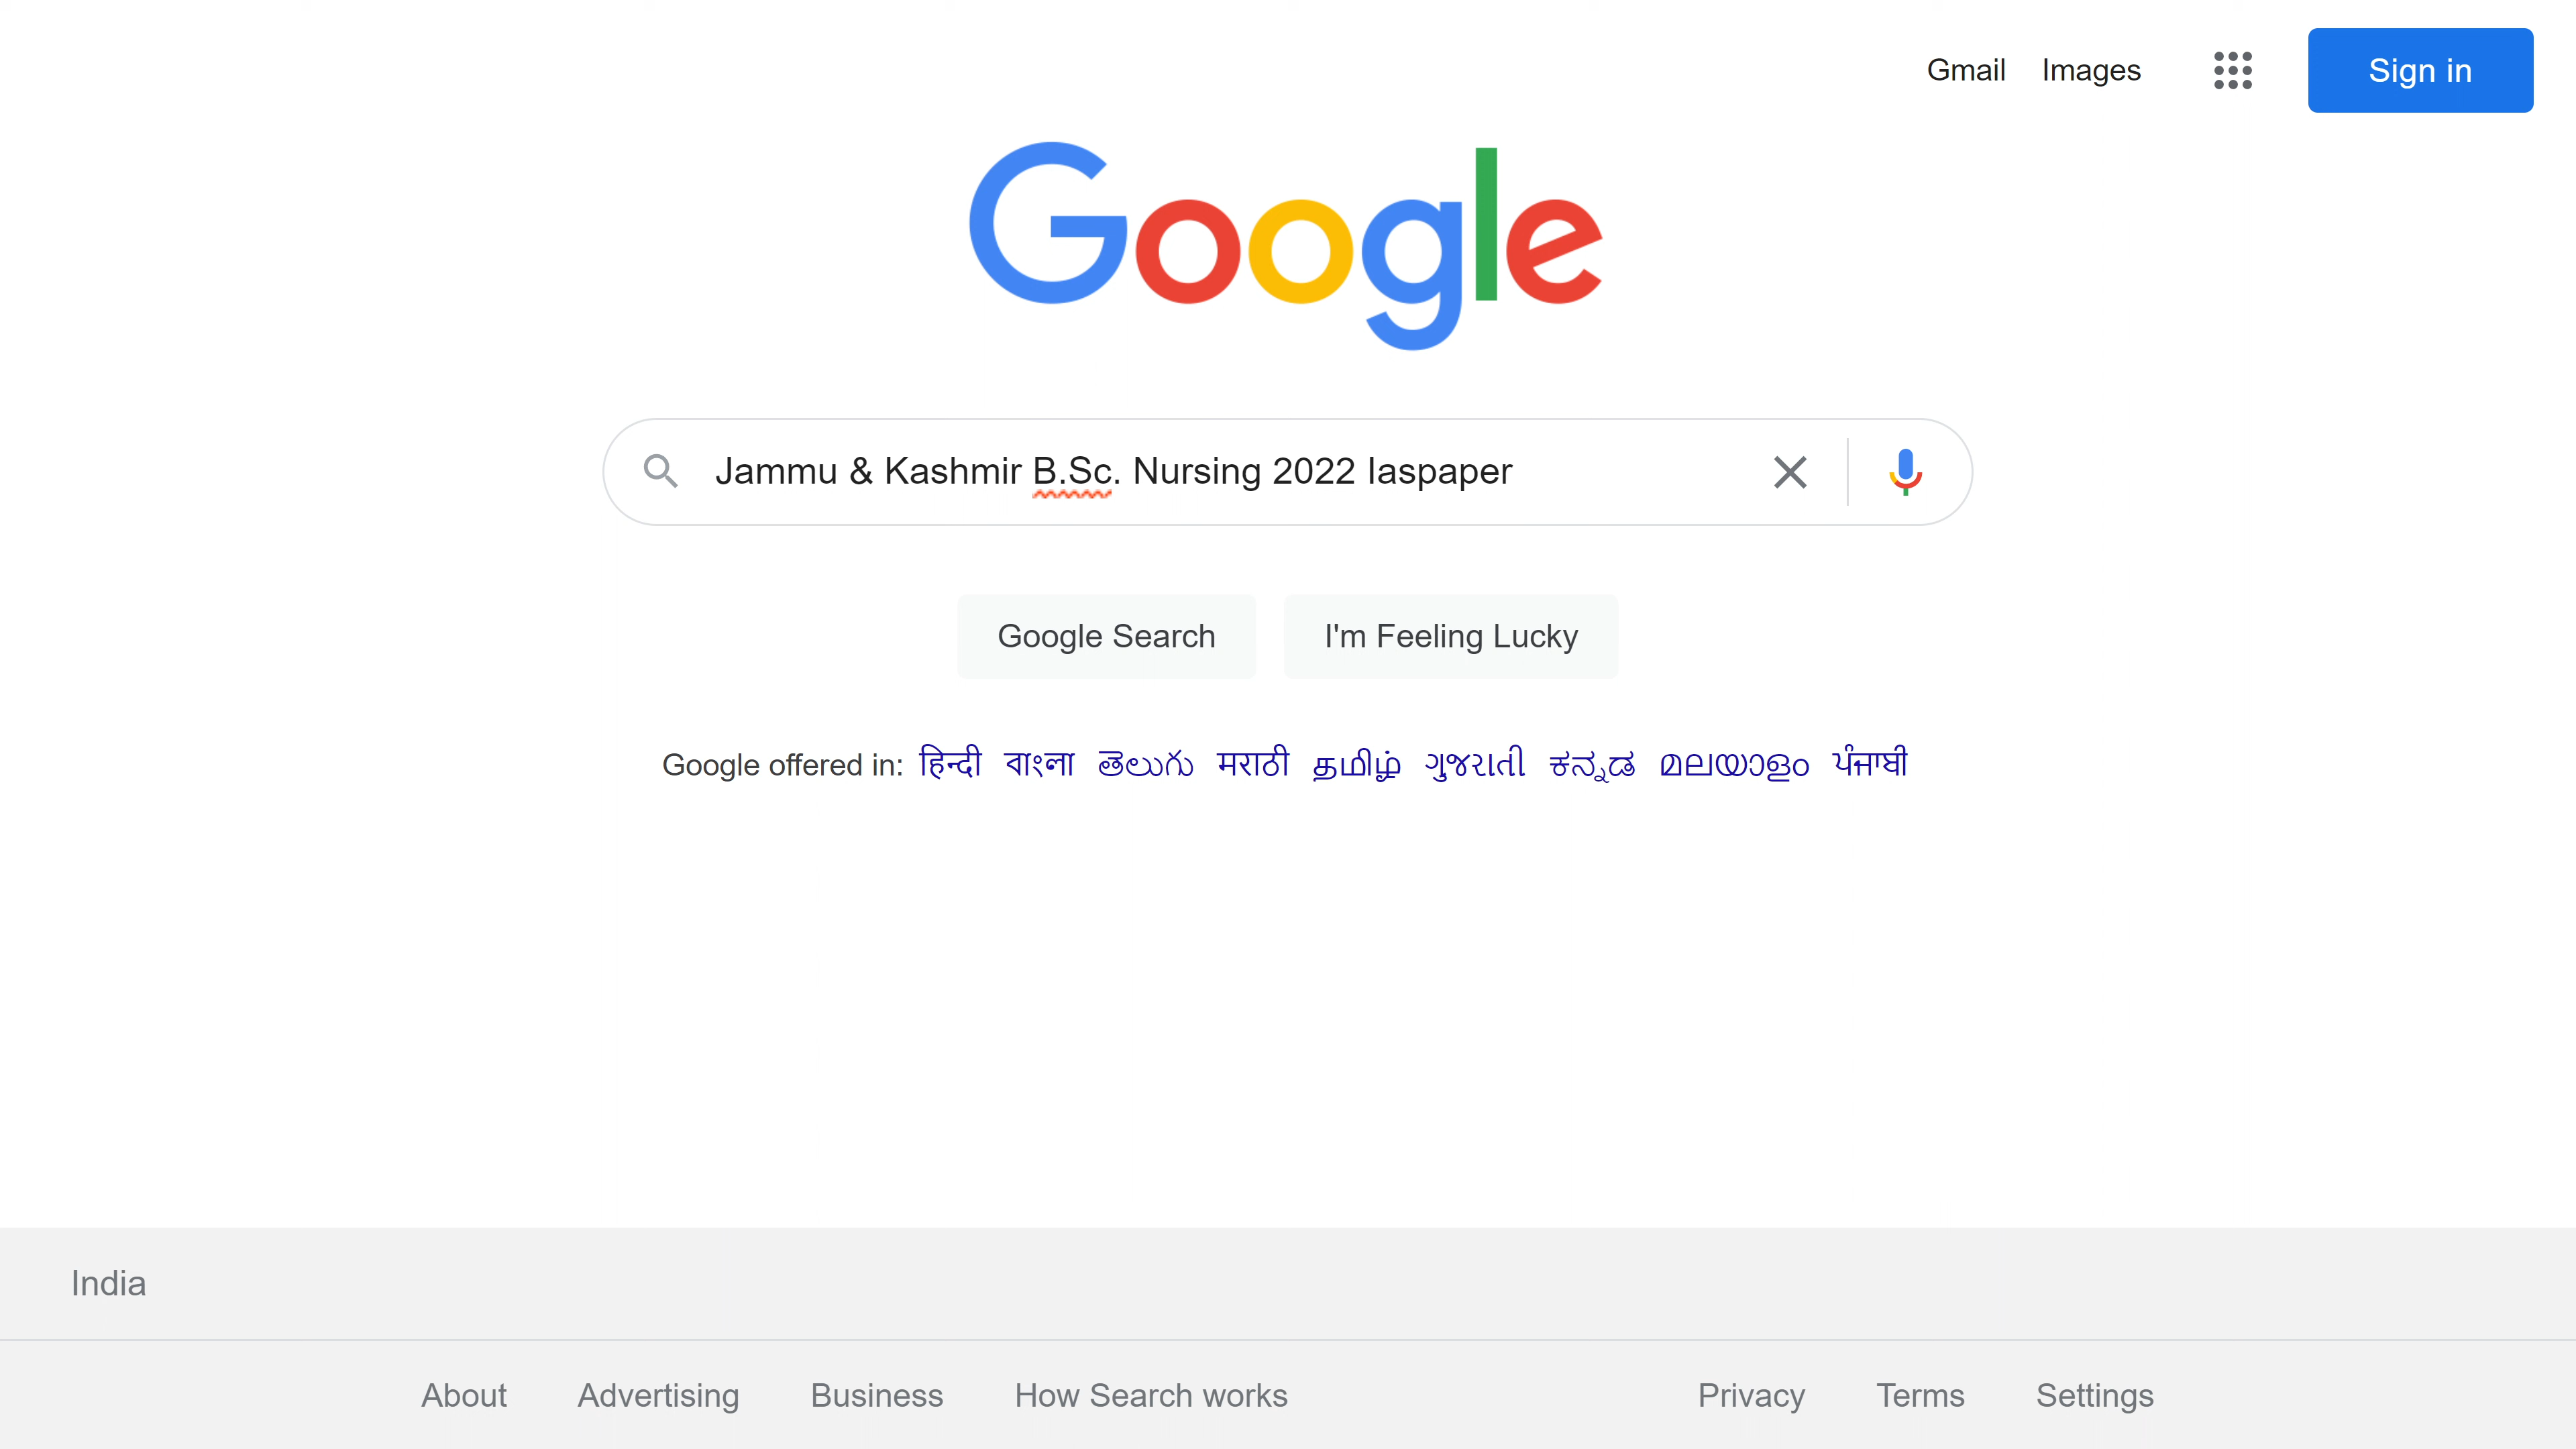 Gmail Images Sign in
Google
Jammu & Kashmir B.Sc. Nursing 2022 Iaspaper
Google Search I'm Feeling Lucky
Google offered in: हिन्दी বাংলা తెలుగు मराठी தமிழ் ગુજરાતી ಕನ್ನಡ മലയാളം ਪੰਜਾਬੀ
India
About Advertising Business How Search works Privacy Terms Settings